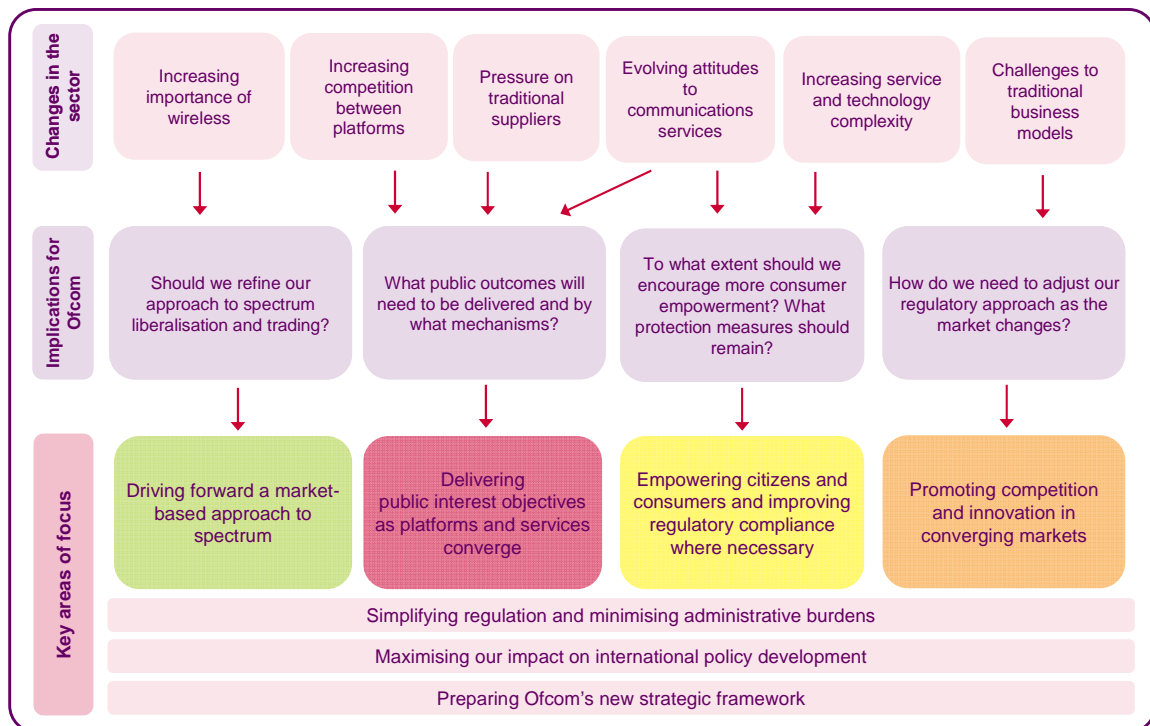 Changes in the
sector
Increasing
importance of
wireless
Increasing
competition
between
platforms
Pressure on
traditional
suppliers
Evolving attitudes
to
communications
services
Increasing service
and technology
complexity
Challenges to
traditional
business
models
Implications for
Ofcom
Should we refine our
approach to spectrum
liberalisation and trading?
What public outcomes will
need to be delivered and by
what mechanisms?
To what extent should we
encourage more consumer
empowerment? What
protection measures should
remain?
How do we need to adjust our
regulatory approach as the
market changes?
Key areas of focus
Driving forward a market-
based approach to
spectrum
Delivering
public interest objectives
as platforms and services
converge
Empowering citizens and
consumers and improving
regulatory compliance
where necessary
Promoting competition
and innovation in
converging markets
Simplifying regulation and minimising administrative burdens
Maximising our impact on international policy development
Preparing Ofcom's new strategic framework